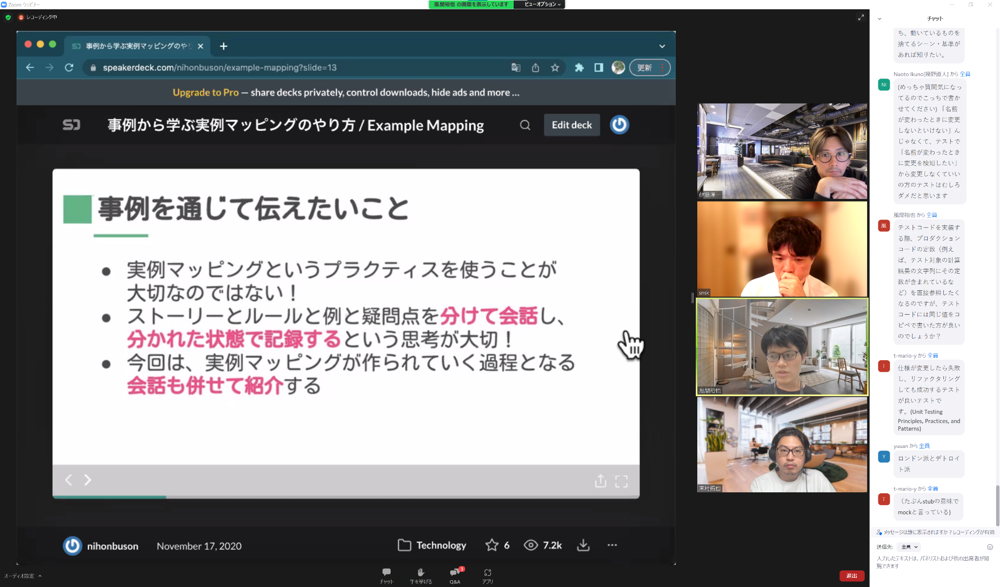 Zoom ウェビナー
風間裕也 の画面を表示しています
ビューオプション
レコーディング中
事例から学ぶ実例マッピングのやり
speakerdeck.com/nihonbuson/example-mapping?slide=13
更新
Upgrade to Pro — share decks privately, control downloads, hide ads and more …
事例から学ぶ実例マッピングのやり方 / Example Mapping
Edit deck
事例を通じて伝えたいこと
● 実例マッピングというプラクティスを使うことが
大切なのではない！
● ストーリーとルールと例と疑問点を分けて会話し、
分かれた状態で記録するという思考が大切！
● 今回は、実例マッピングが作られていく過程となる
会話も併せて紹介する
nihonbuson
November 17, 2020
Technology
6
7.2k
オーディオ設定
チャット
手を挙げる
3
Q&A
アプリ
退出
伊藤淳一
snsk
風間裕也
末村拓也
チャット
ち、動いているものを
捨てるシーン・基準が
あれば知りたい。
Naoto Ikuno[幾野直人] から 全員
NI
(めっちゃ質問気になっ
てるのでこっちで書か
せてください) 「名前
が変わったときに変更
しないといけない」ん
じゃなくて、テストで
「名前が変わったとき
に変更を検知したい」
から変更しなくていい
の方のテストはむしろ
ダメだと思います
風間裕也 から 全員
風
テストコードを実装す
る際、プロダクション
コードの定数（例え
ば、テスト対象の計算
結果の文字列にその定
数が含まれているな
ど）を直接参照したく
なるのですが、テスト
コードには同じ値をコ
ピペで書いた方が良い
のでしょうか？
t-mario-y から 全員
T
仕様が変更したら失敗
し、リファクタリング
しても成功するテスト
が良いテストで
す。(Unit Testing
Principles, Practices, and
Patterns)
yuuan から 全員
Y
ロンドン派とデトロイ
ト派
t-mario-y から 全員
T
（たぶんstubの意味で
mockと言っている)
メッセージは誰に表示されますか？レコーディングが有効
送信先: 全員
入力したテキストは、パネリストおよび他の出席者が閲
覧できます